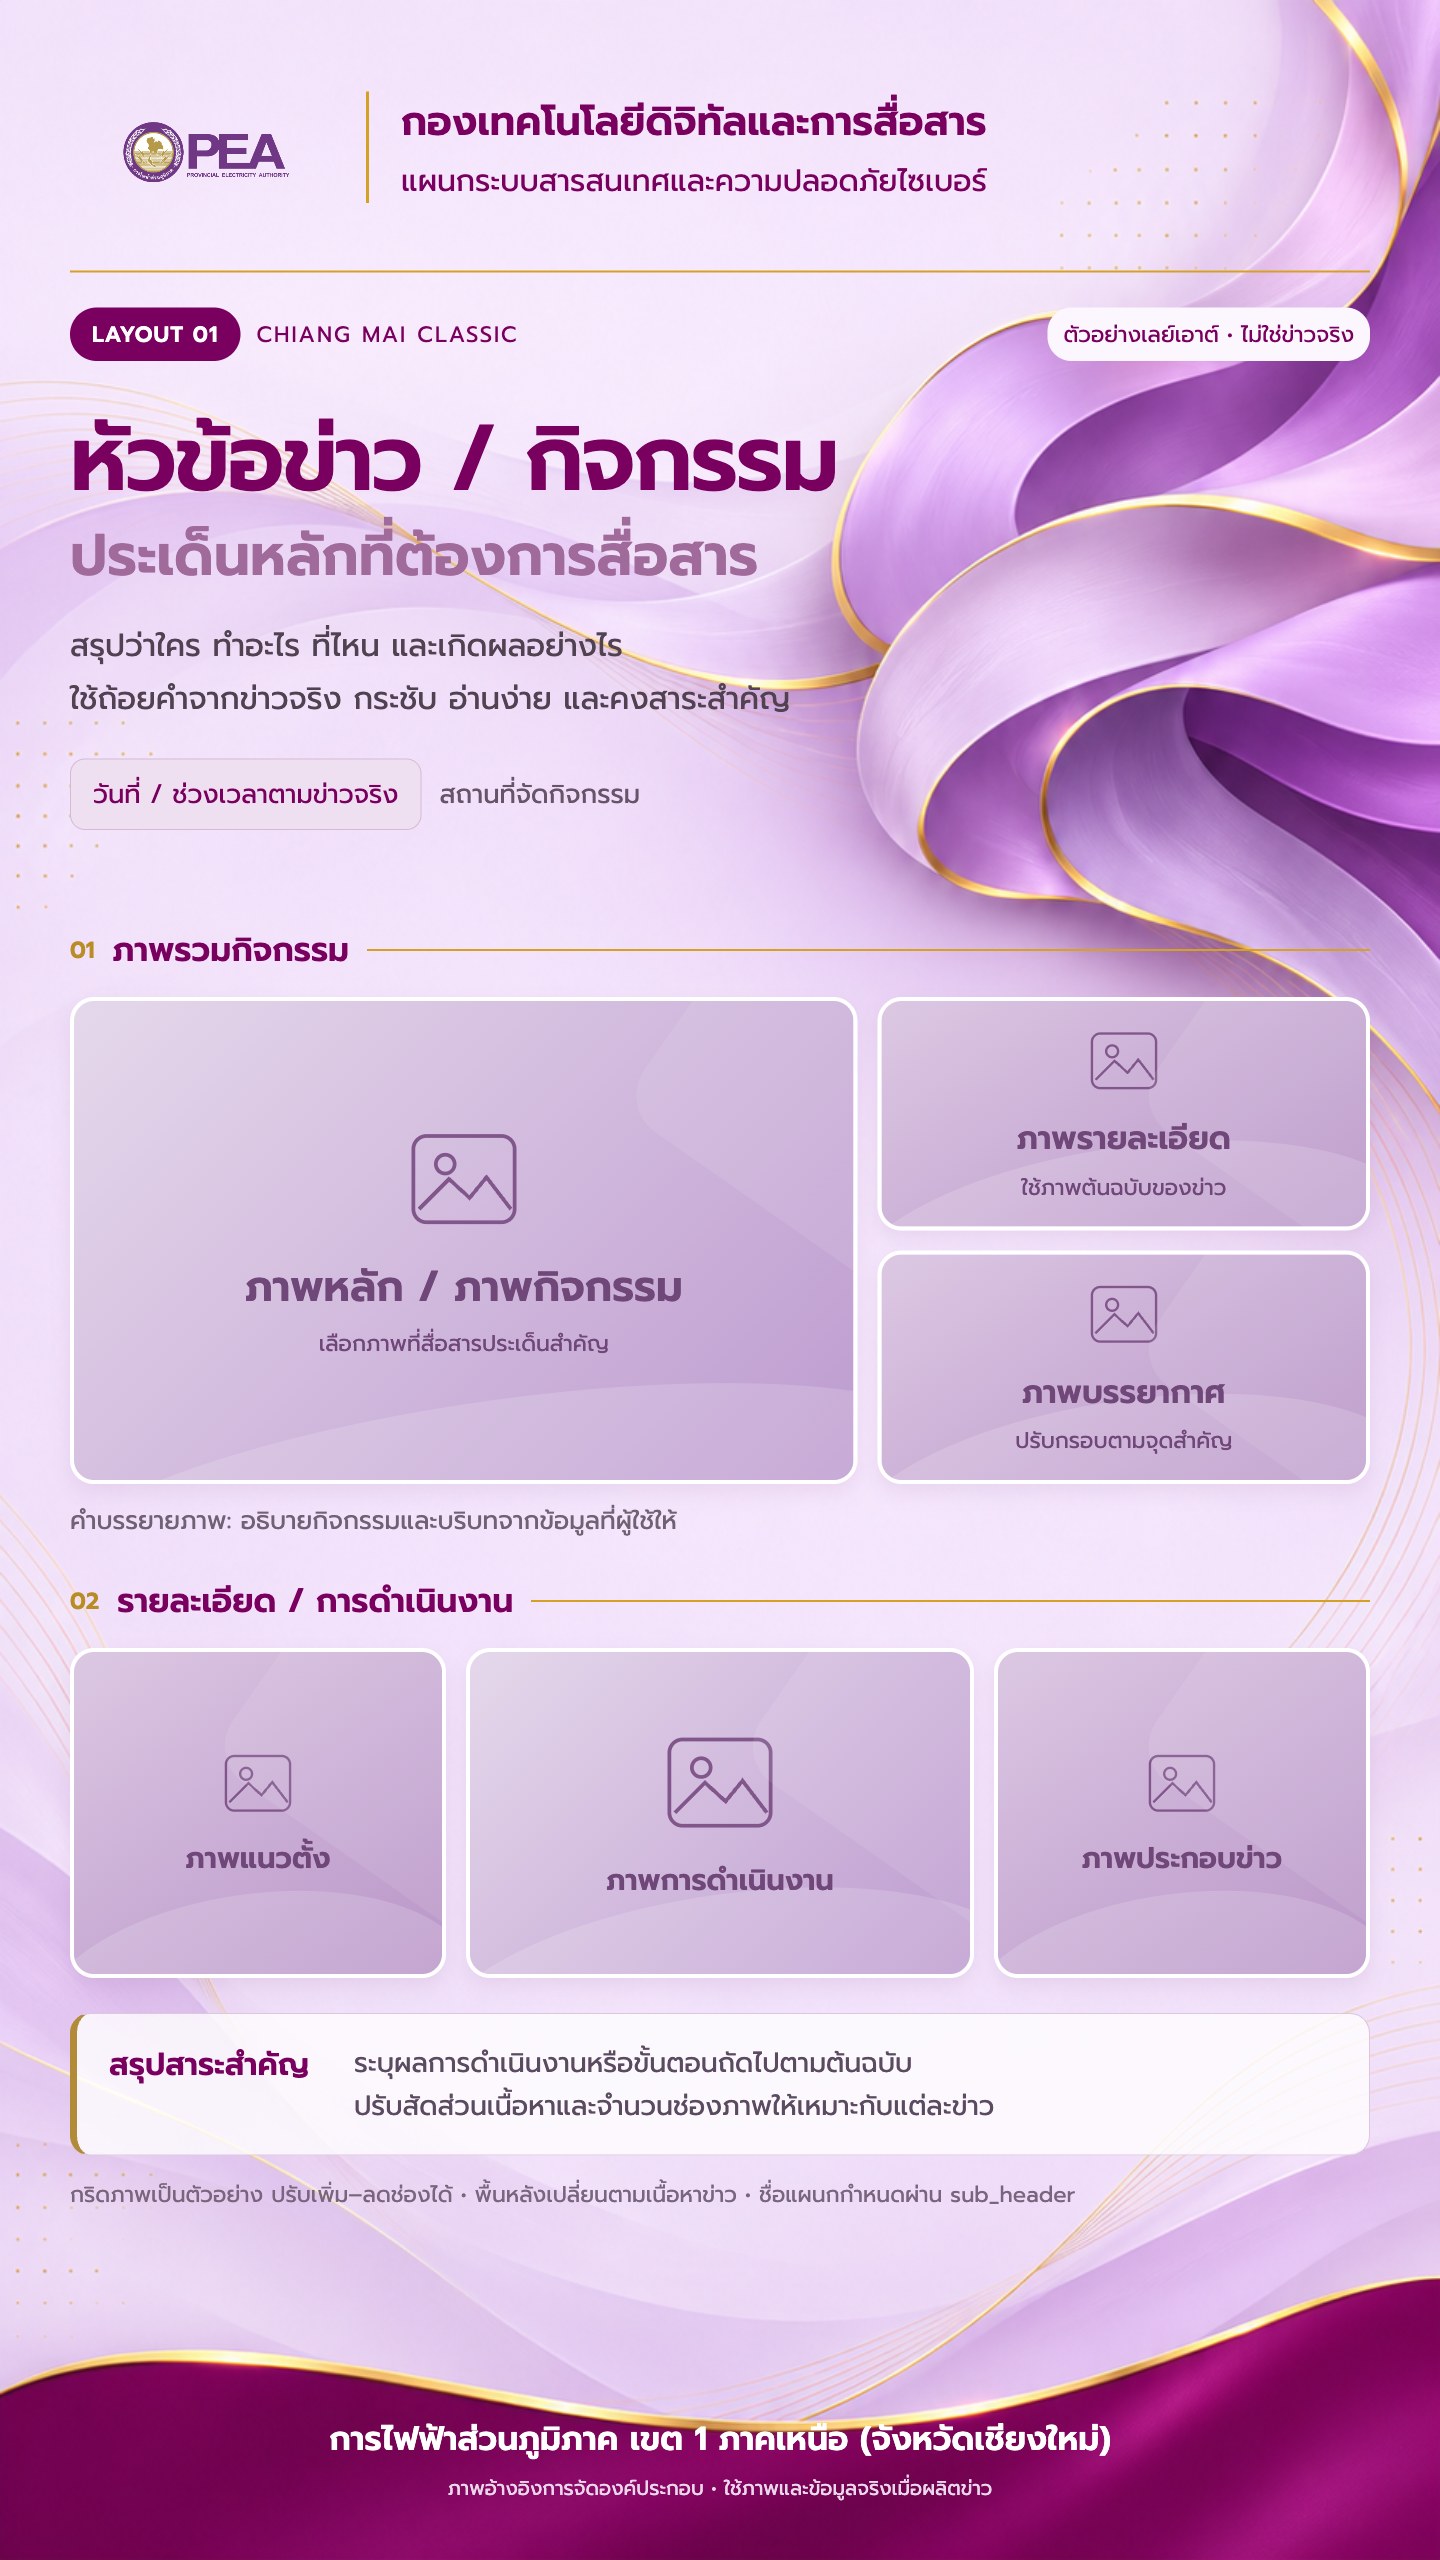 PEA
PROVINCIAL ELECTRICITY AUTHORITY
กองเทคโนโลยีดิจิทัลและการสื่อสาร
แผนกระบบสารสนเทศและความปลอดภัยไซเบอร์
LAYOUT 01 CHIANG MAI CLASSIC
ตัวอย่างเลย์เอาต์ • ไม่ใช่ข่าวจริง
หัวข้อข่าว / กิจกรรม
ประเด็นหลักที่ต้องการสื่อสาร
สรุปว่าใคร ทำอะไร ที่ไหน และเกิดผลอย่างไร
ใช้ถ้อยคำจากข่าวจริง กระชับ อ่านง่าย และคงสาระสำคัญ
วันที่ / ช่วงเวลาตามข่าวจริง สถานที่จัดกิจกรรม
01 ภาพรวมกิจกรรม
ภาพหลัก / ภาพกิจกรรม
เลือกภาพที่สื่อสารประเด็นสำคัญ
ภาพรายละเอียด
ใช้ภาพต้นฉบับของข่าว
ภาพบรรยากาศ
ปรับกรอบตามจุดสำคัญ
คำบรรยายภาพ: อธิบายกิจกรรมและบริบทจากข้อมูลที่ผู้ใช้ให้
02 รายละเอียด / การดำเนินงาน
ภาพแนวตั้ง
ภาพการดำเนินงาน
ภาพประกอบข่าว
สรุปสาระสำคัญ
ระบุผลการดำเนินงานหรือขั้นตอนถัดไปตามต้นฉบับ
ปรับสัดส่วนเนื้อหาและจำนวนช่องภาพให้เหมาะกับแต่ละข่าว
กริดภาพเป็นตัวอย่าง ปรับเพิ่ม–ลดช่องได้ • พื้นหลังเปลี่ยนตามเนื้อหาข่าว • ชื่อแผนกกำหนดผ่าน sub_header
การไฟฟ้าส่วนภูมิภาค เขต 1 ภาคเหนือ (จังหวัดเชียงใหม่)
ภาพอ้างอิงการจัดองค์ประกอบ • ใช้ภาพและข้อมูลจริงเมื่อผลิตข่าว